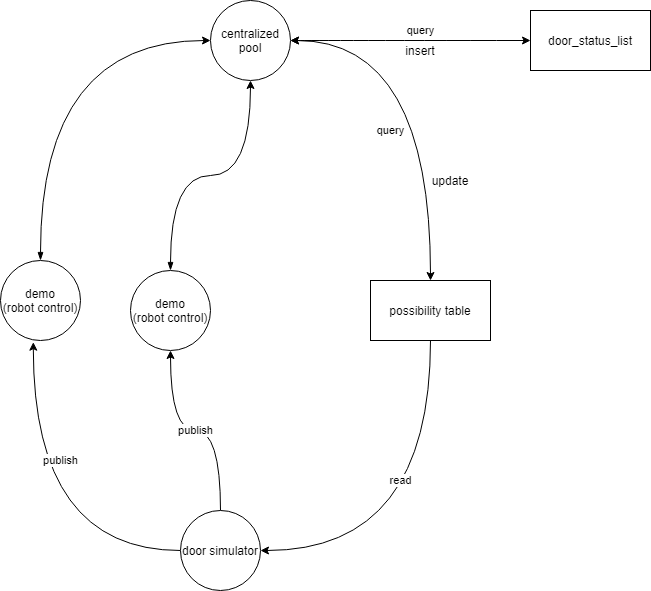 centralized
pool
query
insert
door_status_list
query
update
demo
(robot control)
demo
(robot control)
possibility table
publish
publish
read
door simulator